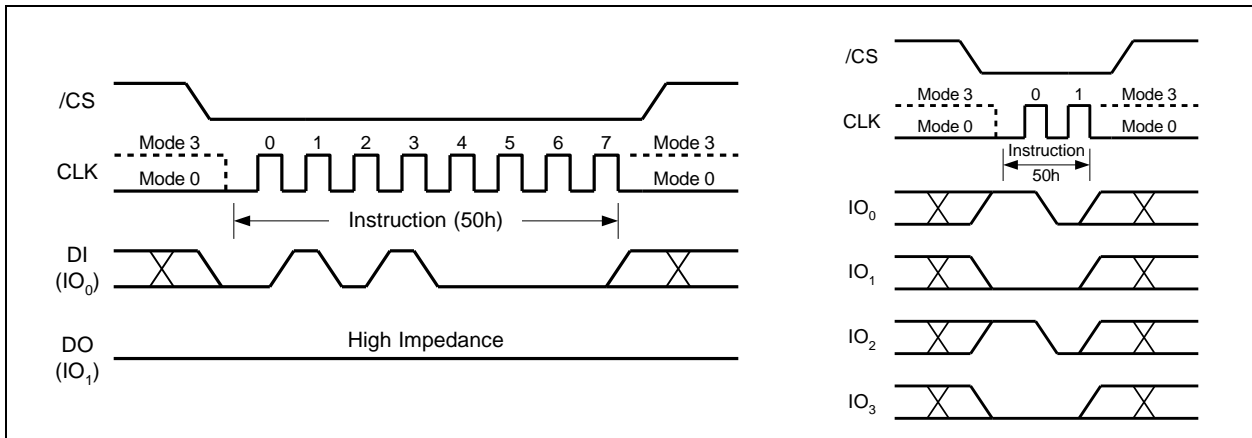 /CS
Mode 3 0 1 2 3 4 5 6 7 Mode 3
CLK
Mode 0 Mode 0
Instruction (50h)
DI
(IO0)
High Impedance
DO
(IO1)
/CS
Mode 3 0 1 Mode 3
CLK
Mode 0 Mode 0
Instruction
50h
IO0
IO1
IO2
IO3